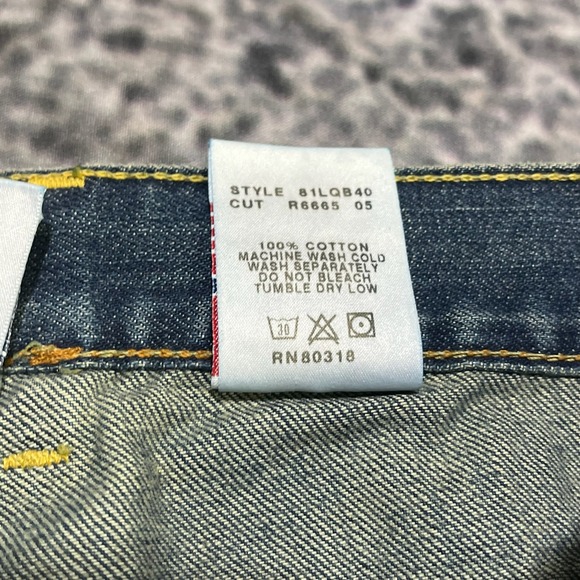 STYLE 81LQB40
CUT R6665 05
100% COTTON
MACHINE WASH COLD
WASH SEPARATELY
DO NOT BLEACH
TUMBLE DRY LOW
30
RN80318